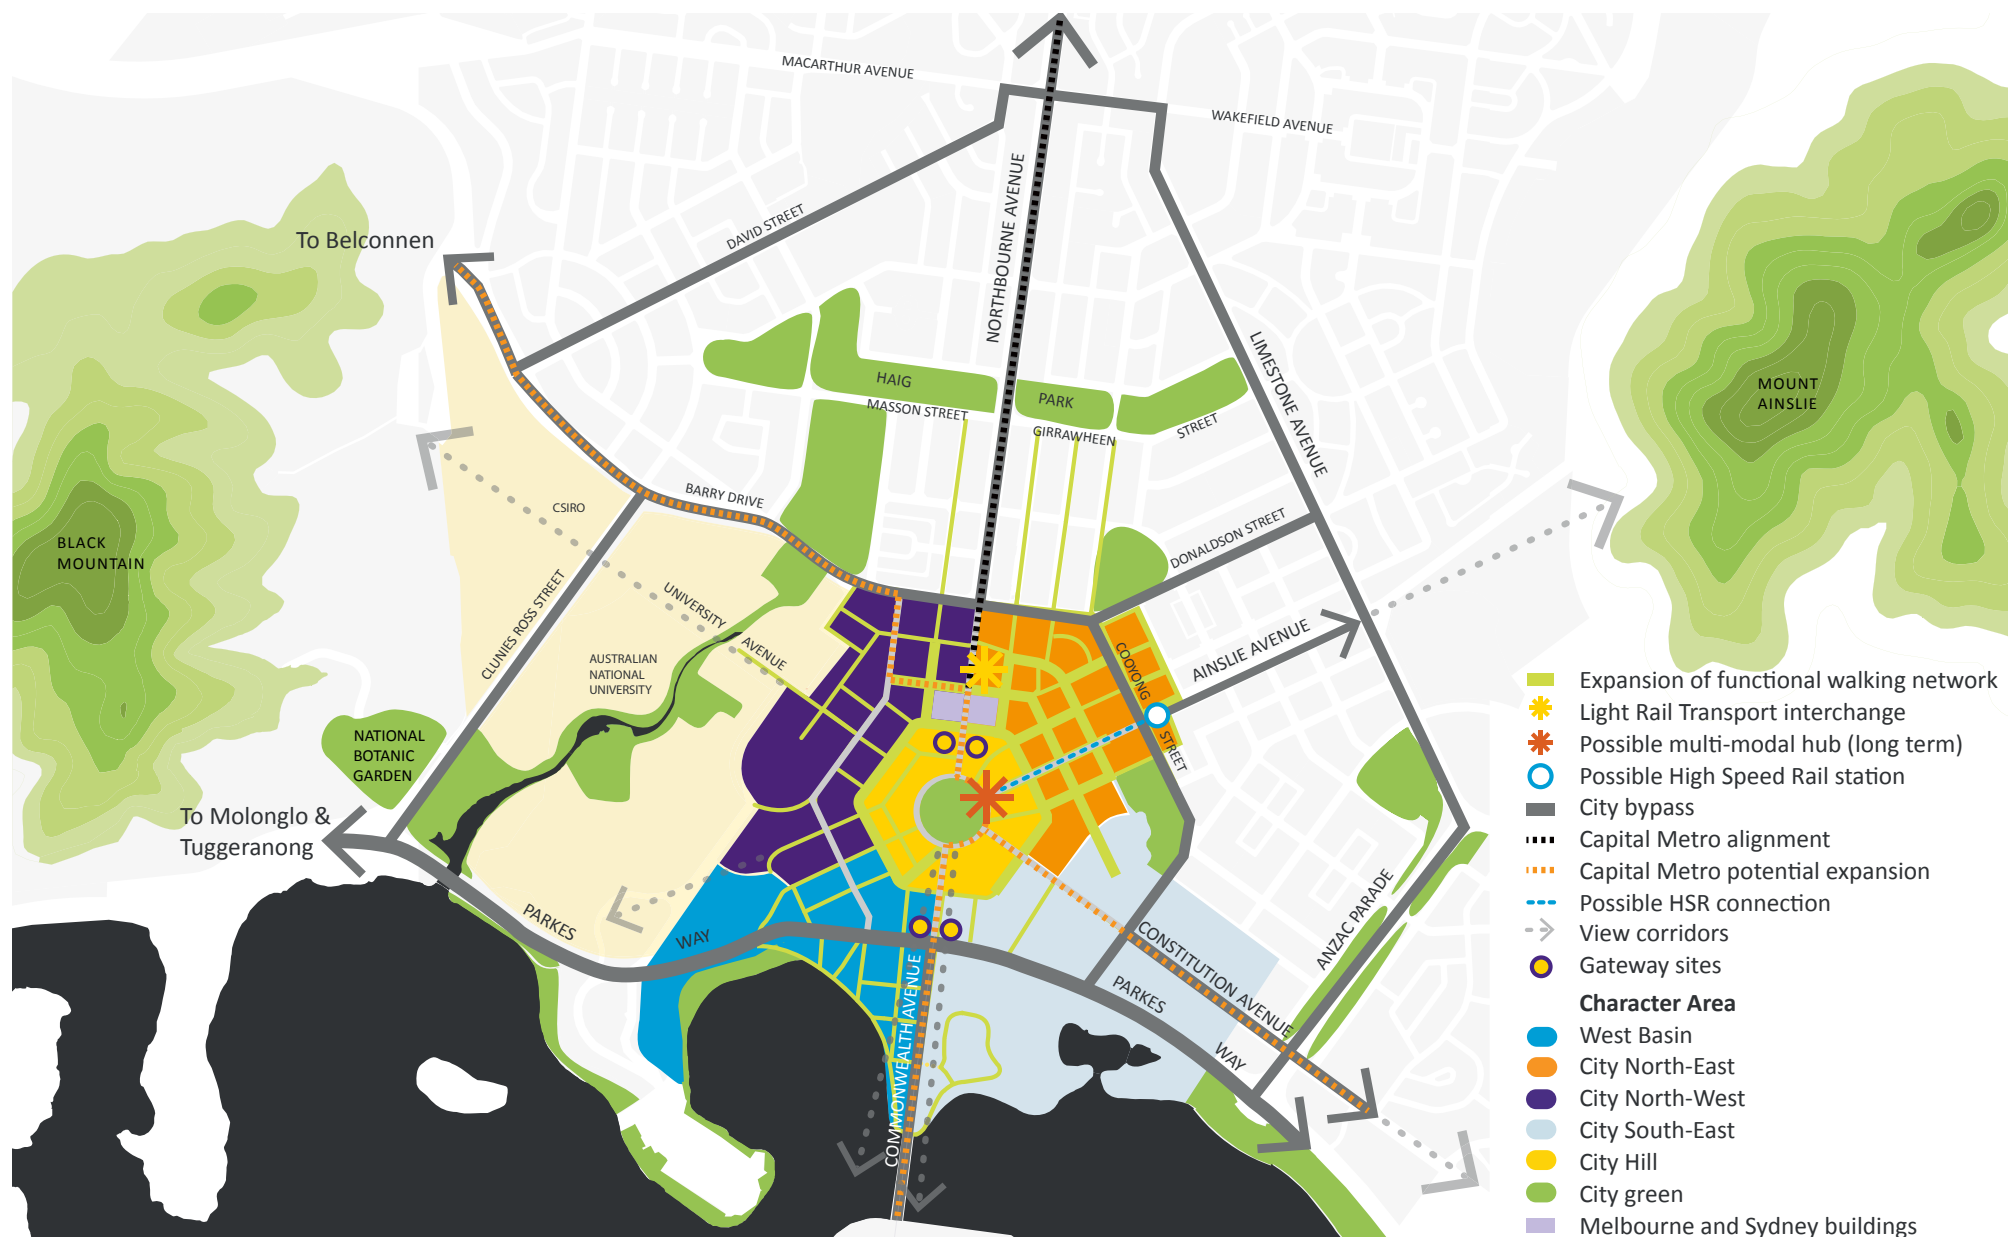 MACARTHUR AVENUE
WAKEFIELD AVENUE
NORTHBOURNE AVENUE
DAVID STREET
To Belconnen
LIMESTONE AVENUE
HAIG
PARK
MASSON STREET
GIRRAWHEEN
STREET
MOUNT
AINSLIE
BARRY DRIVE
CSIRO
BLACK
MOUNTAIN
DONALDSON STREET
CLUNIES ROSS STREET
UNIVERSITY
AVENUE
AUSTRALIAN
NATIONAL
UNIVERSITY
COOYONG
STREET
AINSLIE AVENUE
NATIONAL
BOTANIC
GARDEN
To Molonglo &
Tuggeranong
PARKES
WAY
COMMONWEALTH AVENUE
CONSTITUTION AVENUE
ANZAC PARADE
PARKES
WAY
Expansion of functional walking network
Light Rail Transport interchange
Possible multi-modal hub (long term)
Possible High Speed Rail station
City bypass
Capital Metro alignment
Capital Metro potential expansion
Possible HSR connection
View corridors
Gateway sites
Character Area
West Basin
City North-East
City North-West
City South-East
City Hill
City green
Melbourne and Sydney buildings